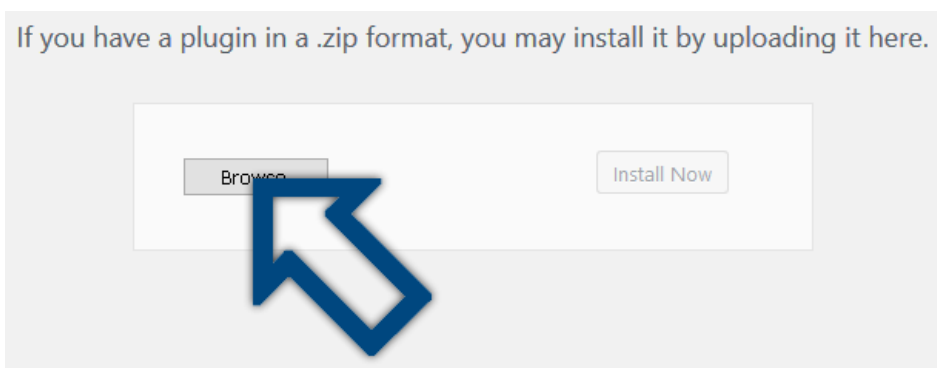 If you have a plugin in a .zip format, you may install it by uploading it here.
Browse
Install Now